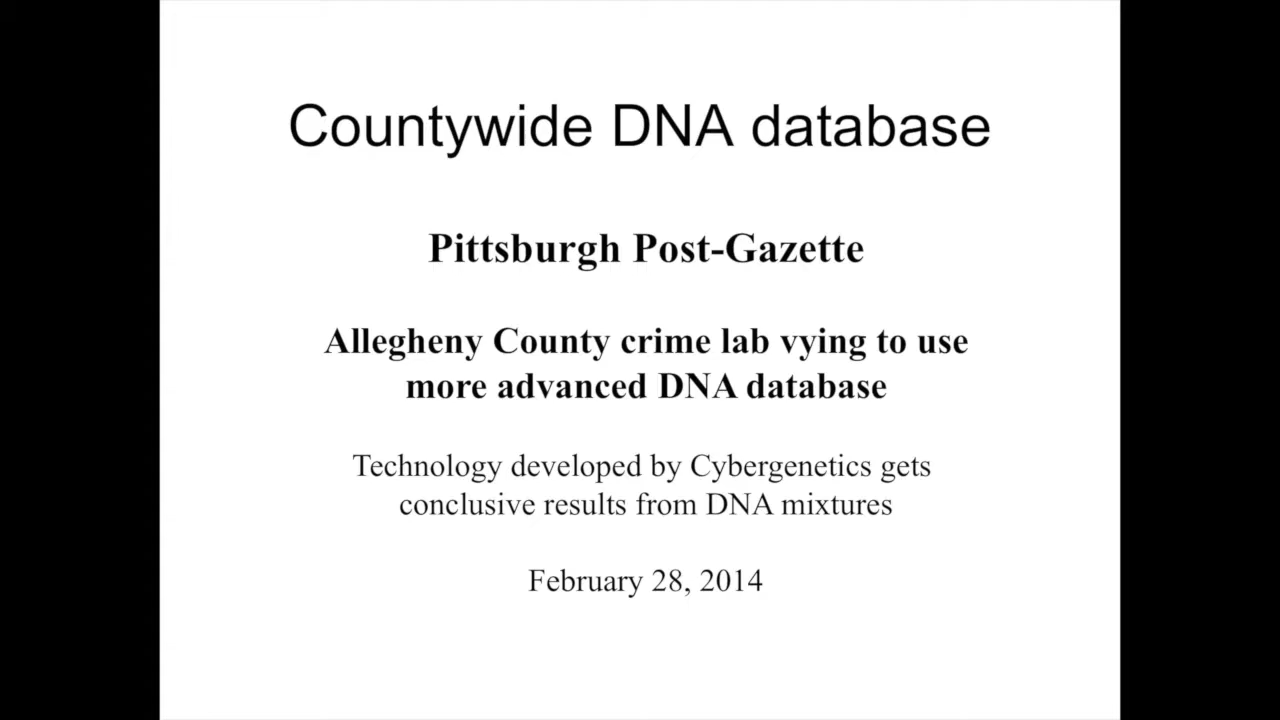 Countywide DNA database
Pittsburgh Post-Gazette
Allegheny County crime lab vying to use
more advanced DNA database
Technology developed by Cybergenetics gets
conclusive results from DNA mixtures
February 28, 2014